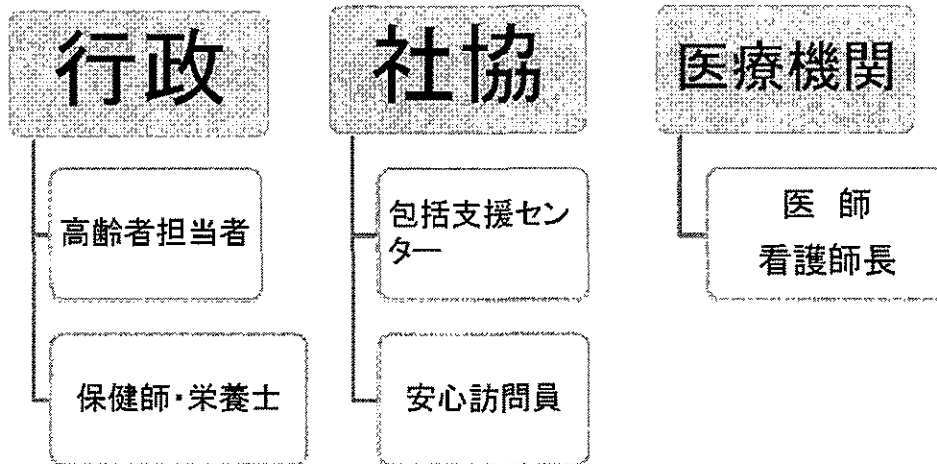 行政
高齢者担当者
保健師・栄養士
社協
包括支援セン
ター
安心訪問員
医療機関
医 師
看護師長